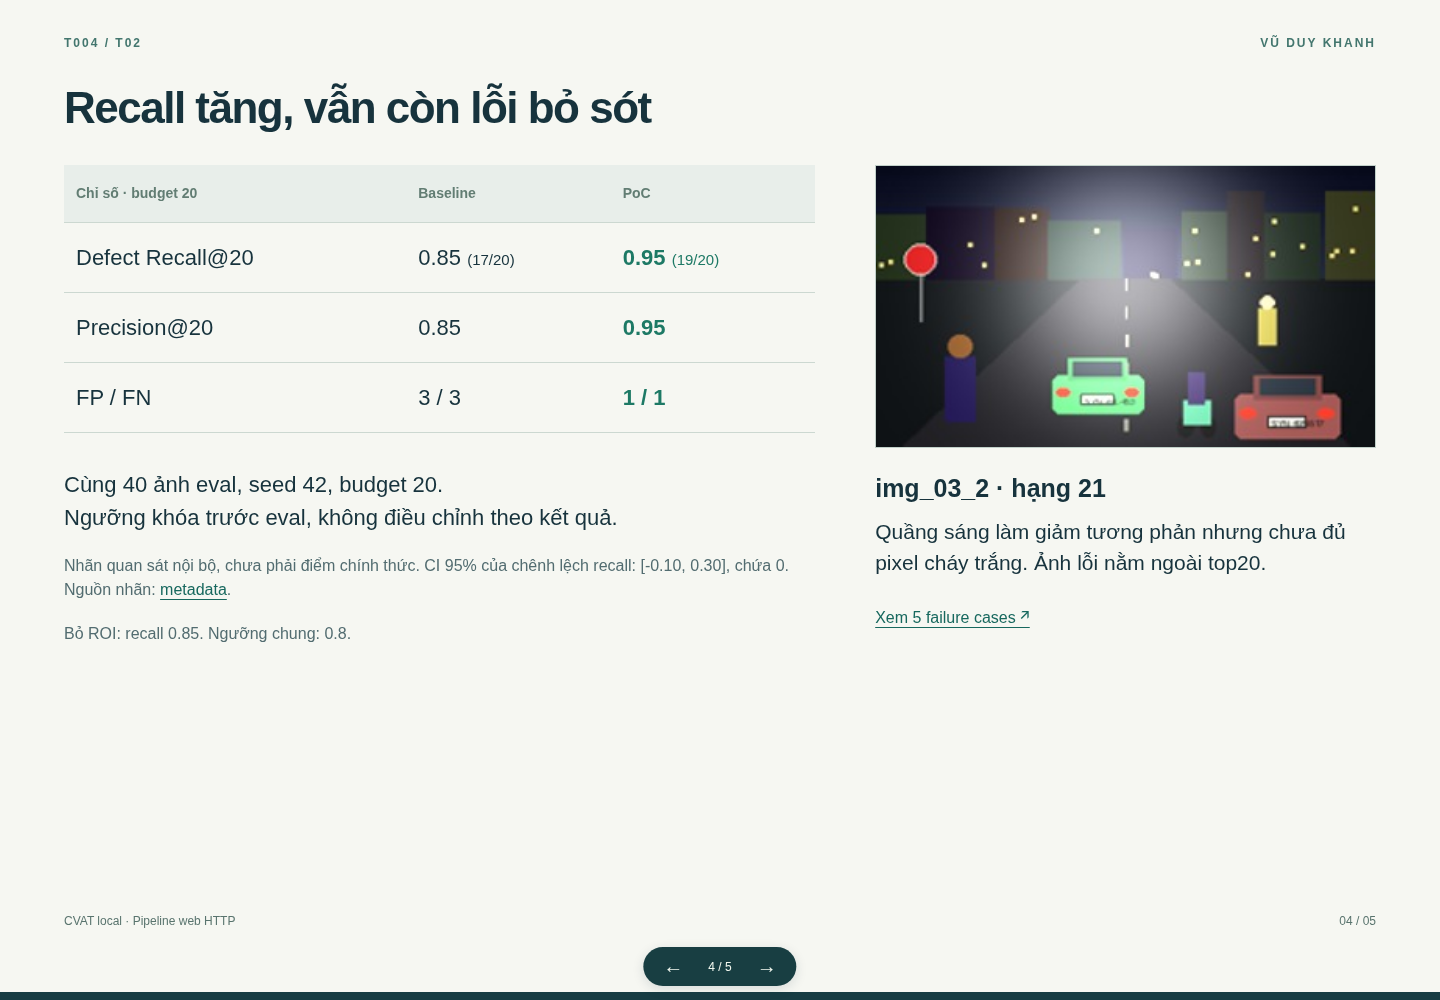 T004 / T02
VŨ DUY KHANH
Recall tăng, vẫn còn lỗi bỏ sót
Chỉ số · budget 20 Baseline PoC
Defect Recall@20 0.85 (17/20) 0.95 (19/20)
Precision@20 0.85 0.95
FP / FN 3 / 3 1 / 1
Cùng 40 ảnh eval, seed 42, budget 20.
Ngưỡng khóa trước eval, không điều chỉnh theo kết quả.
Nhãn quan sát nội bộ, chưa phải điểm chính thức. CI 95% của chênh lệch recall: [-0.10, 0.30], chứa 0.
Nguồn nhãn: metadata.
Bỏ ROI: recall 0.85. Ngưỡng chung: 0.8.
img_03_2 · hạng 21
Quầng sáng làm giảm tương phản nhưng chưa đủ
pixel cháy trắng. Ảnh lỗi nằm ngoài top20.
Xem 5 failure cases ↗
CVAT local · Pipeline web HTTP
04 / 05
← 4 / 5 →